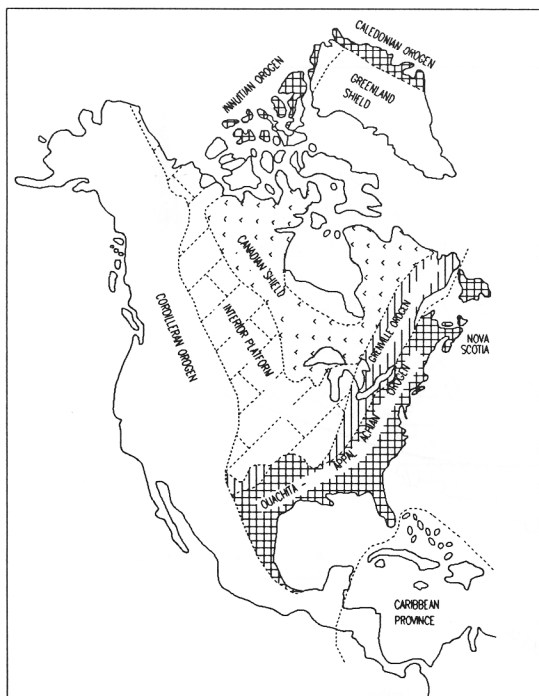 CALEDONIAN OROGEN
INNUITIAN OROGEN
GREENLAND
SHIELD
CANADIAN SHIELD
CORDILLERAN OROGEN
INTERIOR PLATFORM
GRENVILLE OROGEN
NOVA
SCOTIA
OUACHITA APPALACHIAN OROGEN
CARIBBEAN
PROVINCE